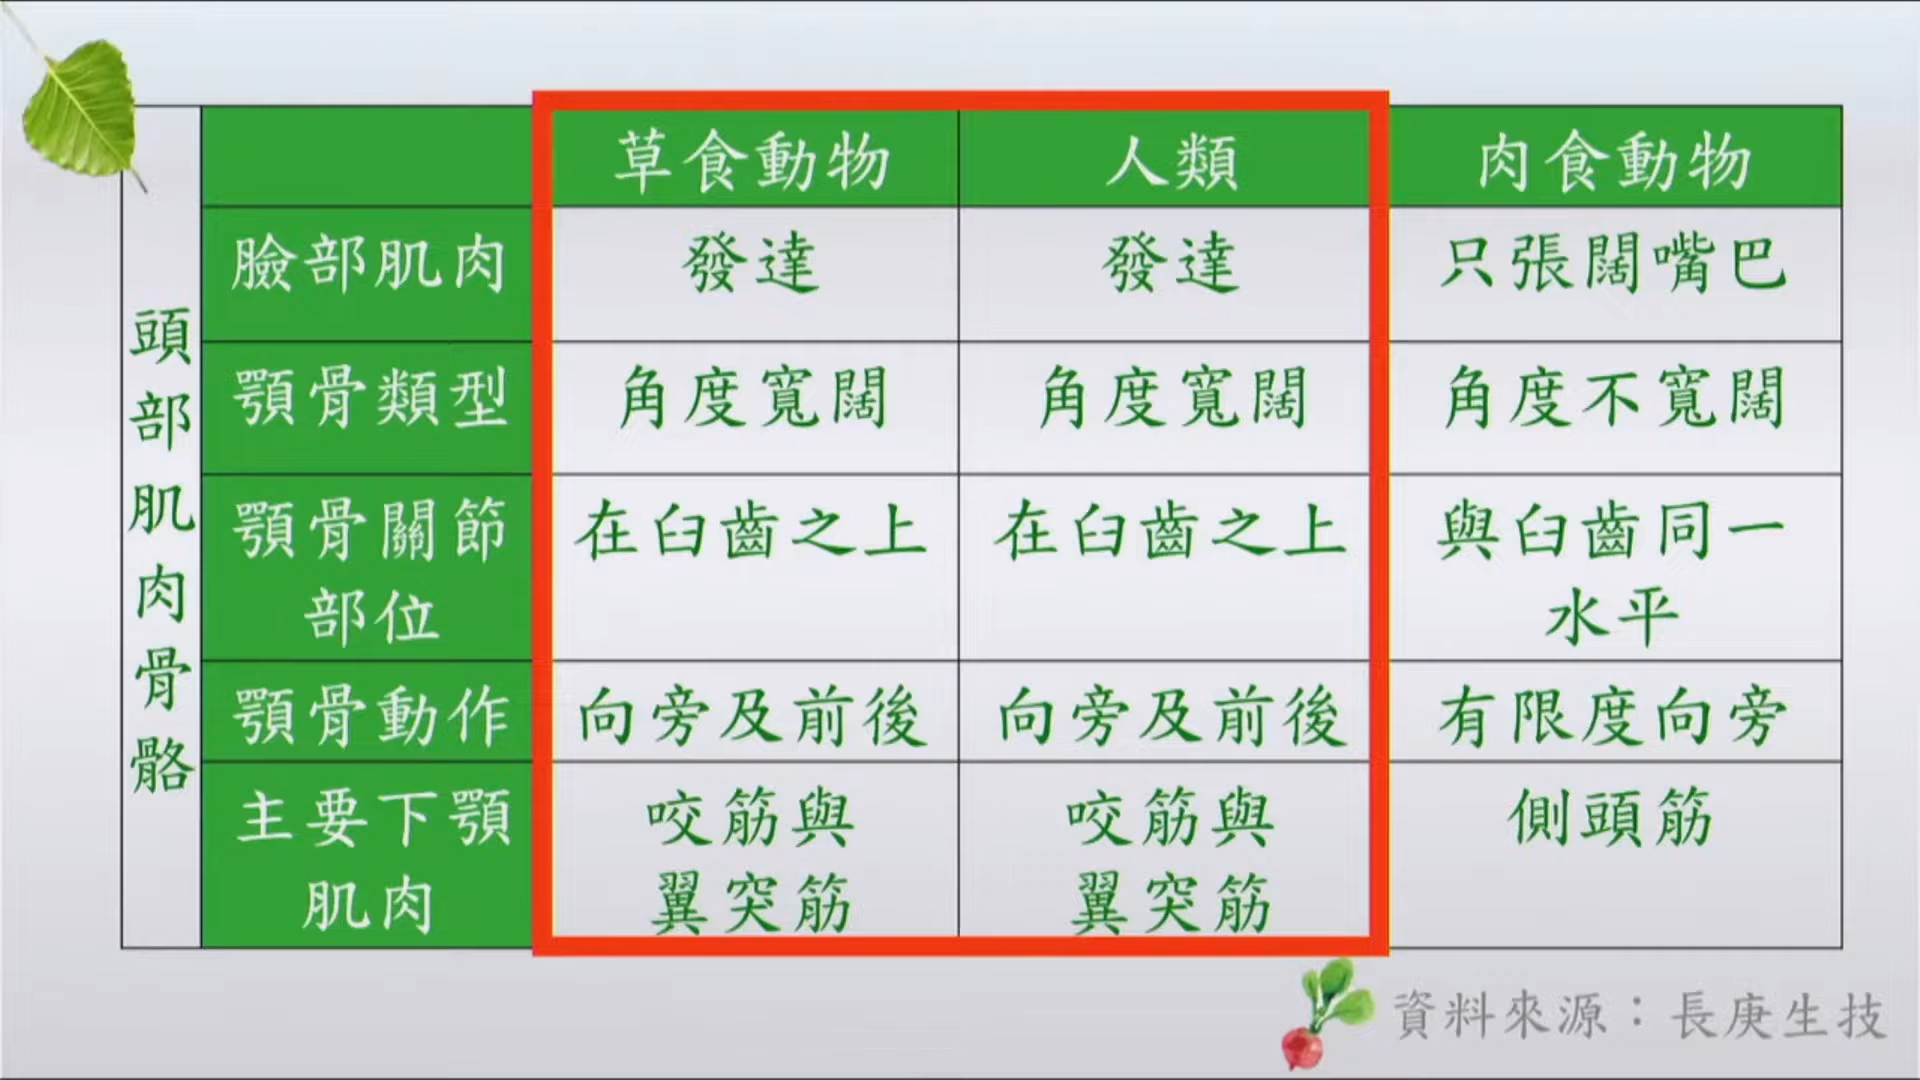 頭部肌肉骨骼
草食動物 人類 肉食動物
臉部肌肉 發達 發達 只張闊嘴巴
顎骨類型 角度寬闊 角度寬闊 角度不寬闊
顎骨關節 在臼齒之上 在臼齒之上 與臼齒同一
部位 水平
顎骨動作 向旁及前後 向旁及前後 有限度向旁
主要下顎 咬筋與 咬筋與 側頭筋
肌肉 翼突筋 翼突筋
資料來源：長庚生技